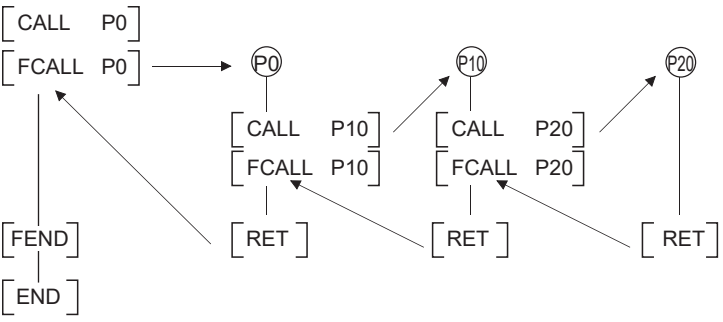 [CALL P0]
[FCALL P0]
P0
[CALL P10]
[FCALL P10]
[RET]
P10
[CALL P20]
[FCALL P20]
[RET]
P20
[RET]
[FEND]
[END]